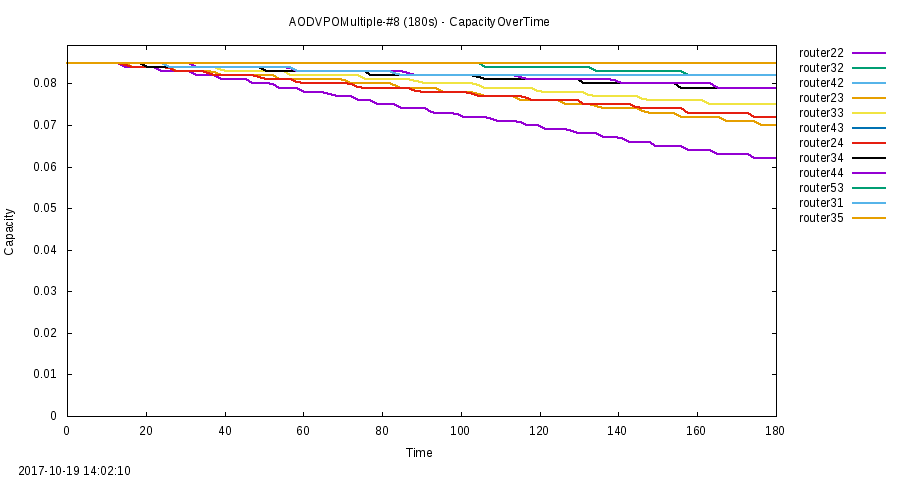 AODVPOMultiple-#8 (180s) - CapacityOverTime
router22
router32
router42
router23
router33
router43
router24
router34
router44
router53
router31
router35
Capacity
0.08
0.07
0.06
0.05
0.04
0.03
0.02
0.01
0
0 20 40 60 80 100 120 140 160 180
Time
2017-10-19 14:02:10